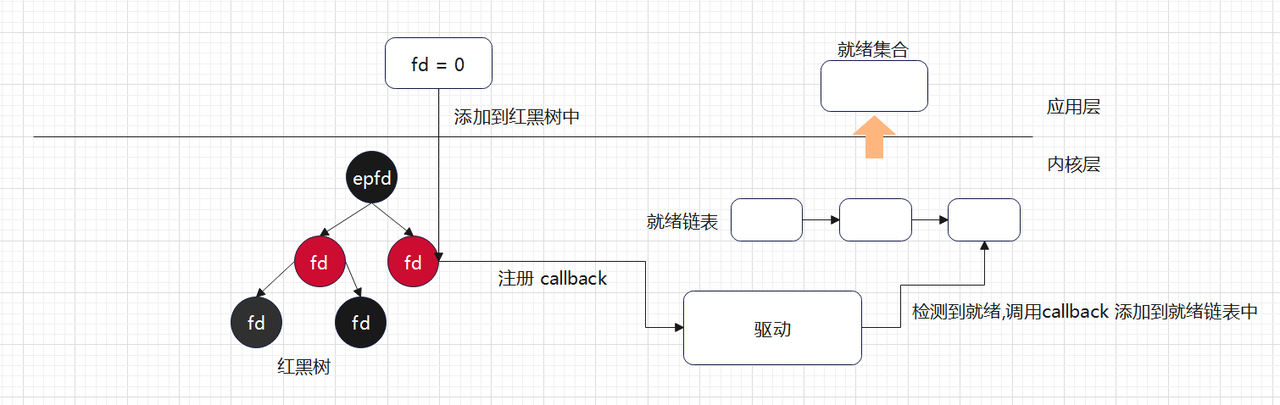 就绪集合
fd = 0
应用层
添加到红黑树中
内核层
epfd
就绪链表
fd
fd
注册 callback
检测到就绪,调用callback 添加到就绪链表中
fd
fd
驱动
红黑树